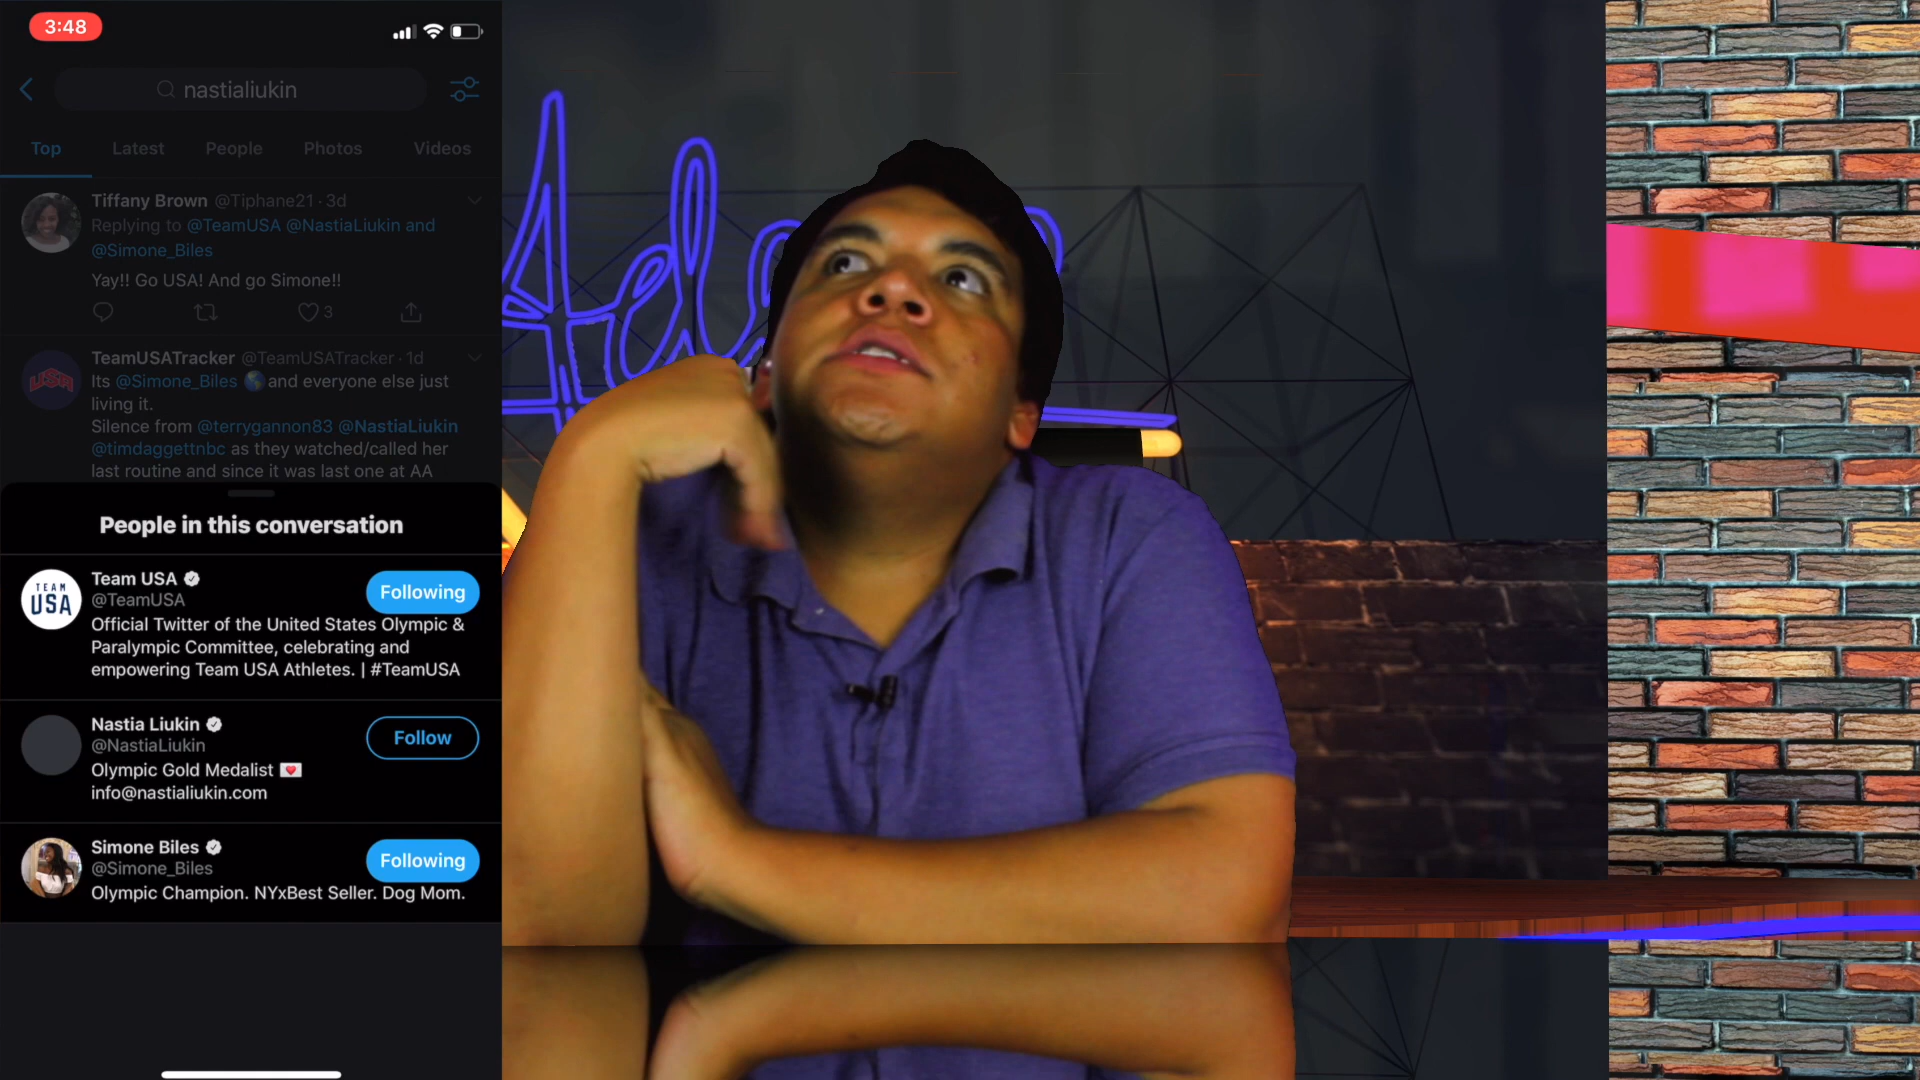 3:48
nastialiukin
Top Latest People Photos Videos
Tiffany Brown @Tiphane21 · 3d
Replying to @TeamUSA @NastiaLiukin and
@Simone_Biles
Yay!! Go USA! And go Simone!!
3
TeamUSATracker @TeamUSATracker · 1d
Its @Simone_Biles 🌎and everyone else just
living it.
Silence from @terrygannon83 @NastiaLiukin
@timdaggettnbc as they watched/called her
last routine and since it was last one at AA
USA
People in this conversation
TEAM
USA
Team USA
@TeamUSA
Following
Official Twitter of the United States Olympic &
Paralympic Committee, celebrating and
empowering Team USA Athletes. | #TeamUSA
Nastia Liukin
@NastiaLiukin
Follow
Olympic Gold Medalist 💌
info@nastialiukin.com
Simone Biles
@Simone_Biles
Following
Olympic Champion. NYxBest Seller. Dog Mom.